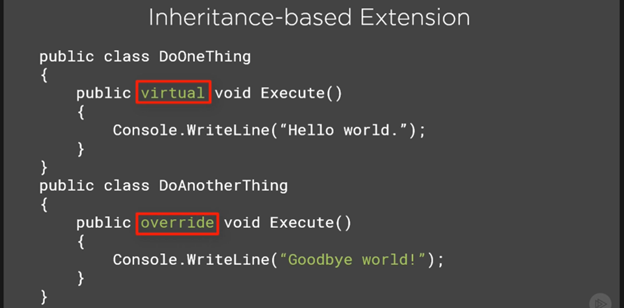 Inheritance-based Extension
public class DoOneThing
{
public virtual void Execute()
{
Console.WriteLine(“Hello world.”);
}
}
public class DoAnotherThing
{
public override void Execute()
{
Console.WriteLine(“Goodbye world!”);
}
}